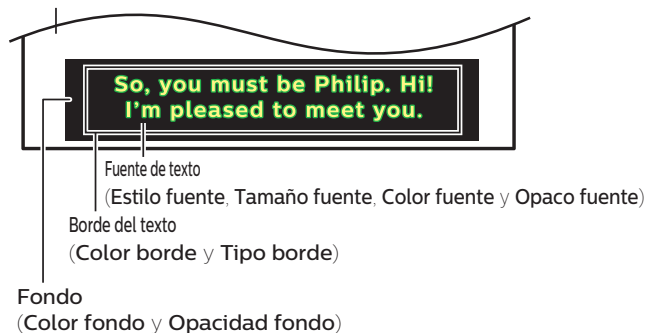 So, you must be Philip. Hi!
I'm pleased to meet you.
Fuente de texto
(Estilo fuente, Tamaño fuente, Color fuente y Opaco fuente)
Borde del texto
(Color borde y Tipo borde)
Fondo
(Color fondo y Opacidad fondo)